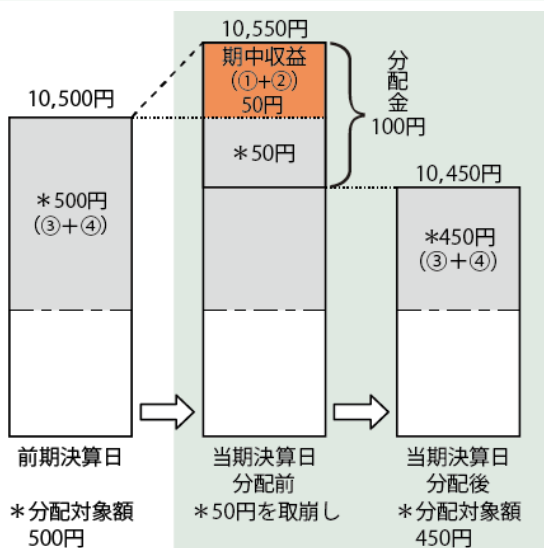 10,550円
期中収益
(①+②)
50円
分配金
100円
10,500円
＊50円
10,450円
＊500円
(③+④)
＊450円
(③+④)
前期決算日
当期決算日
分配前
当期決算日
分配後
＊分配対象額
500円
＊50円を取崩し
＊分配対象額
450円